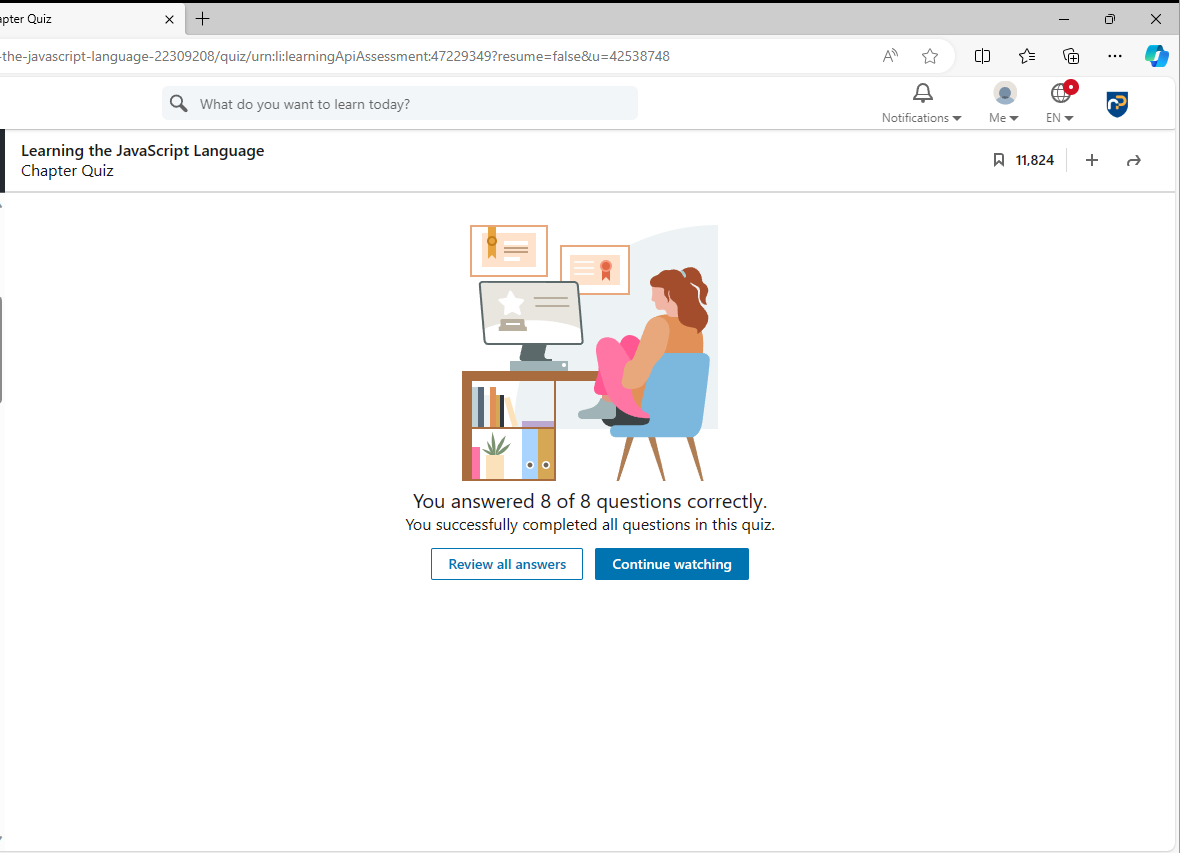 apter Quiz
-the-javascript-language-22309208/quiz/urn:li:learningApiAssessment:47229349?resume=false&u=42538748
What do you want to learn today?
Notifications
Me
EN
Learning the JavaScript Language
Chapter Quiz
11,824
You answered 8 of 8 questions correctly.
You successfully completed all questions in this quiz.
Review all answers
Continue watching